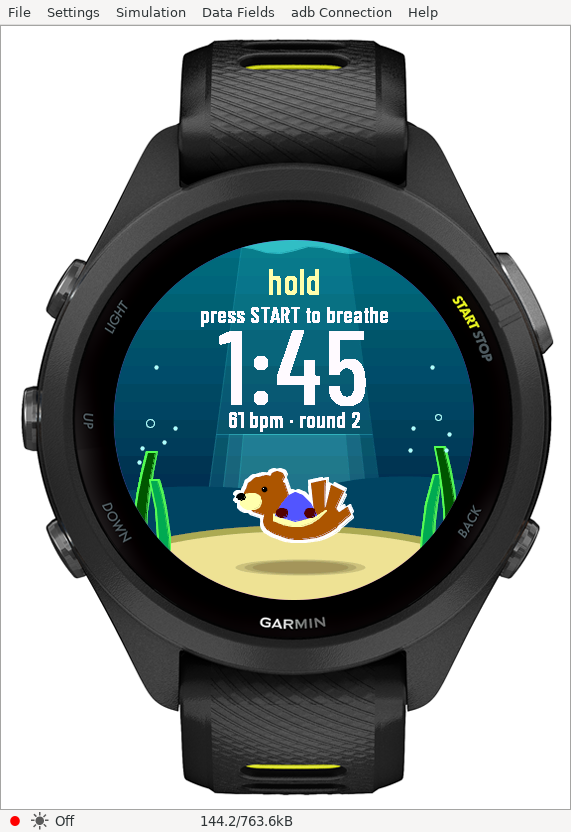 File Settings Simulation Data Fields adb Connection Help
hold
press START to breathe
1:45
61 bpm · round 2
LIGHT
UP
DOWN
START STOP
BACK
GARMIN
Off 144.2/763.6kB